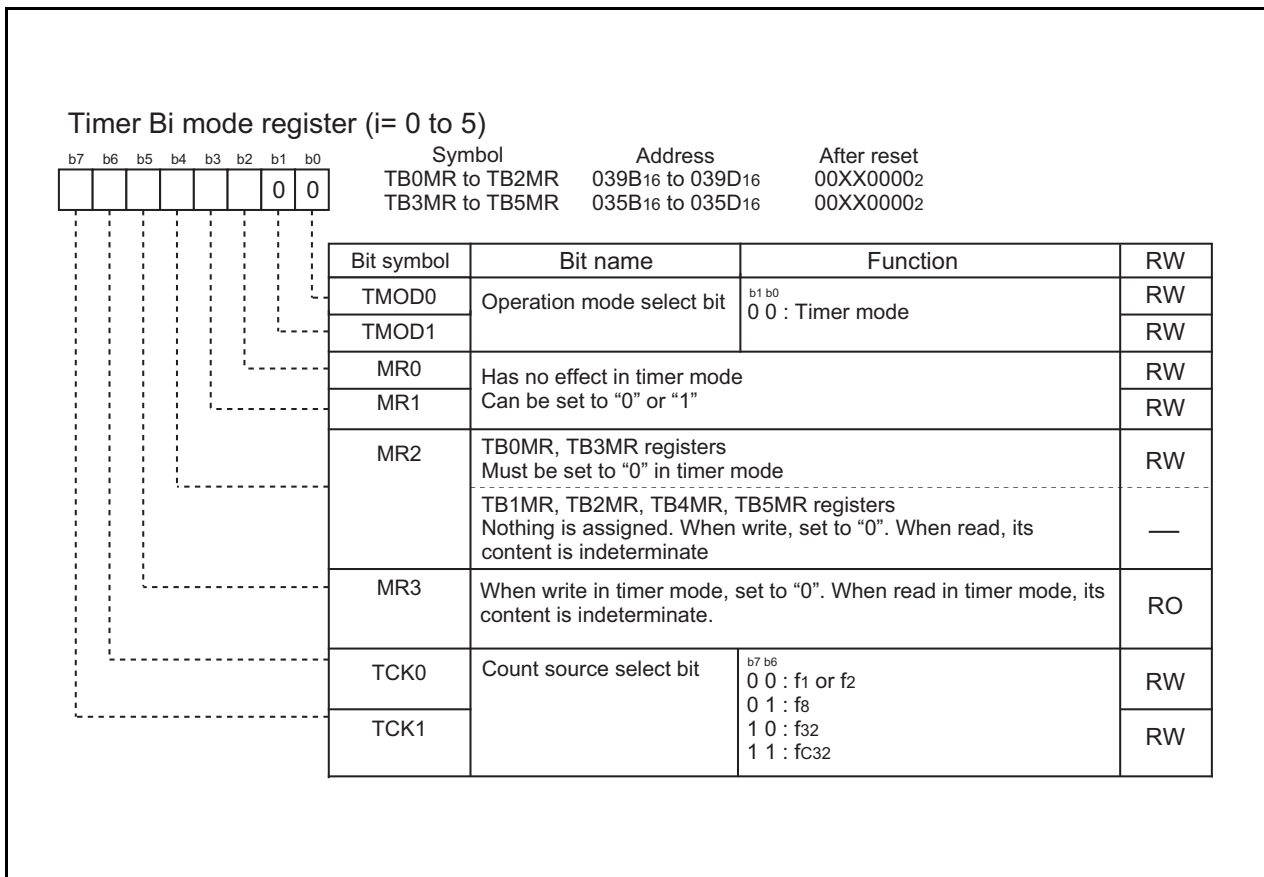 Timer Bi mode register (i= 0 to 5)
b7 b6 b5 b4 b3 b2 b1 b0
0 0
Symbol Address After reset
TB0MR to TB2MR 039B16 to 039D16 00XX00002
TB3MR to TB5MR 035B16 to 035D16 00XX00002
Bit symbol Bit name Function RW
TMOD0 Operation mode select bit b1 b0 RW
0 0 : Timer mode
TMOD1 RW
MR0 Has no effect in timer mode RW
MR1 Can be set to “0” or “1” RW
MR2 TB0MR, TB3MR registers RW
Must be set to “0” in timer mode
TB1MR, TB2MR, TB4MR, TB5MR registers
Nothing is assigned. When write, set to “0”. When read, its —
content is indeterminate
MR3 When write in timer mode, set to “0”. When read in timer mode, its RO
content is indeterminate.
TCK0 Count source select bit b7 b6 RW
0 0 : f1 or f2
0 1 : f8
TCK1 1 0 : f32 RW
1 1 : fC32